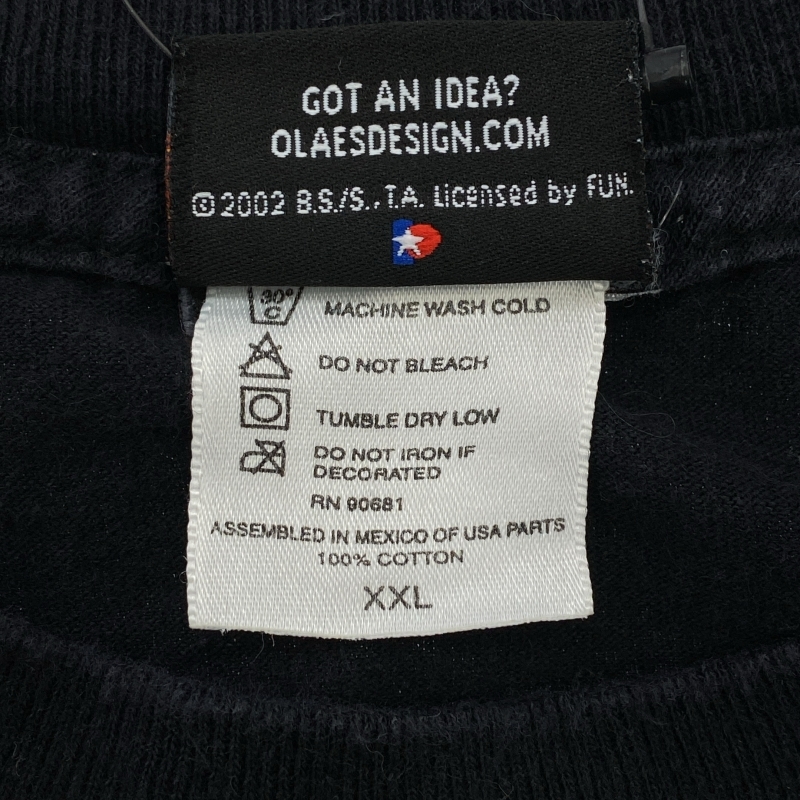 GOT AN IDEA?
OLAESDESIGN.COM
©2002 B.S./S.,T.A. Licensed by FUN.
30°
C
MACHINE WASH COLD
DO NOT BLEACH
TUMBLE DRY LOW
DO NOT IRON IF
DECORATED
RN 90681
ASSEMBLED IN MEXICO OF USA PARTS
100% COTTON
XXL